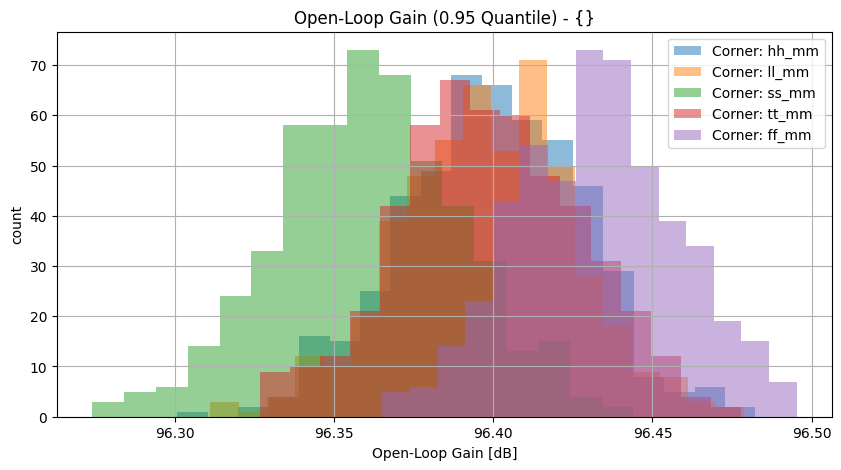 Open-Loop Gain (0.95 Quantile) - {}
Corner: hh_mm
Corner: ll_mm
Corner: ss_mm
Corner: tt_mm
Corner: ff_mm
count
70
60
50
40
30
20
10
0
96.30 96.35 96.40 96.45 96.50
Open-Loop Gain [dB]